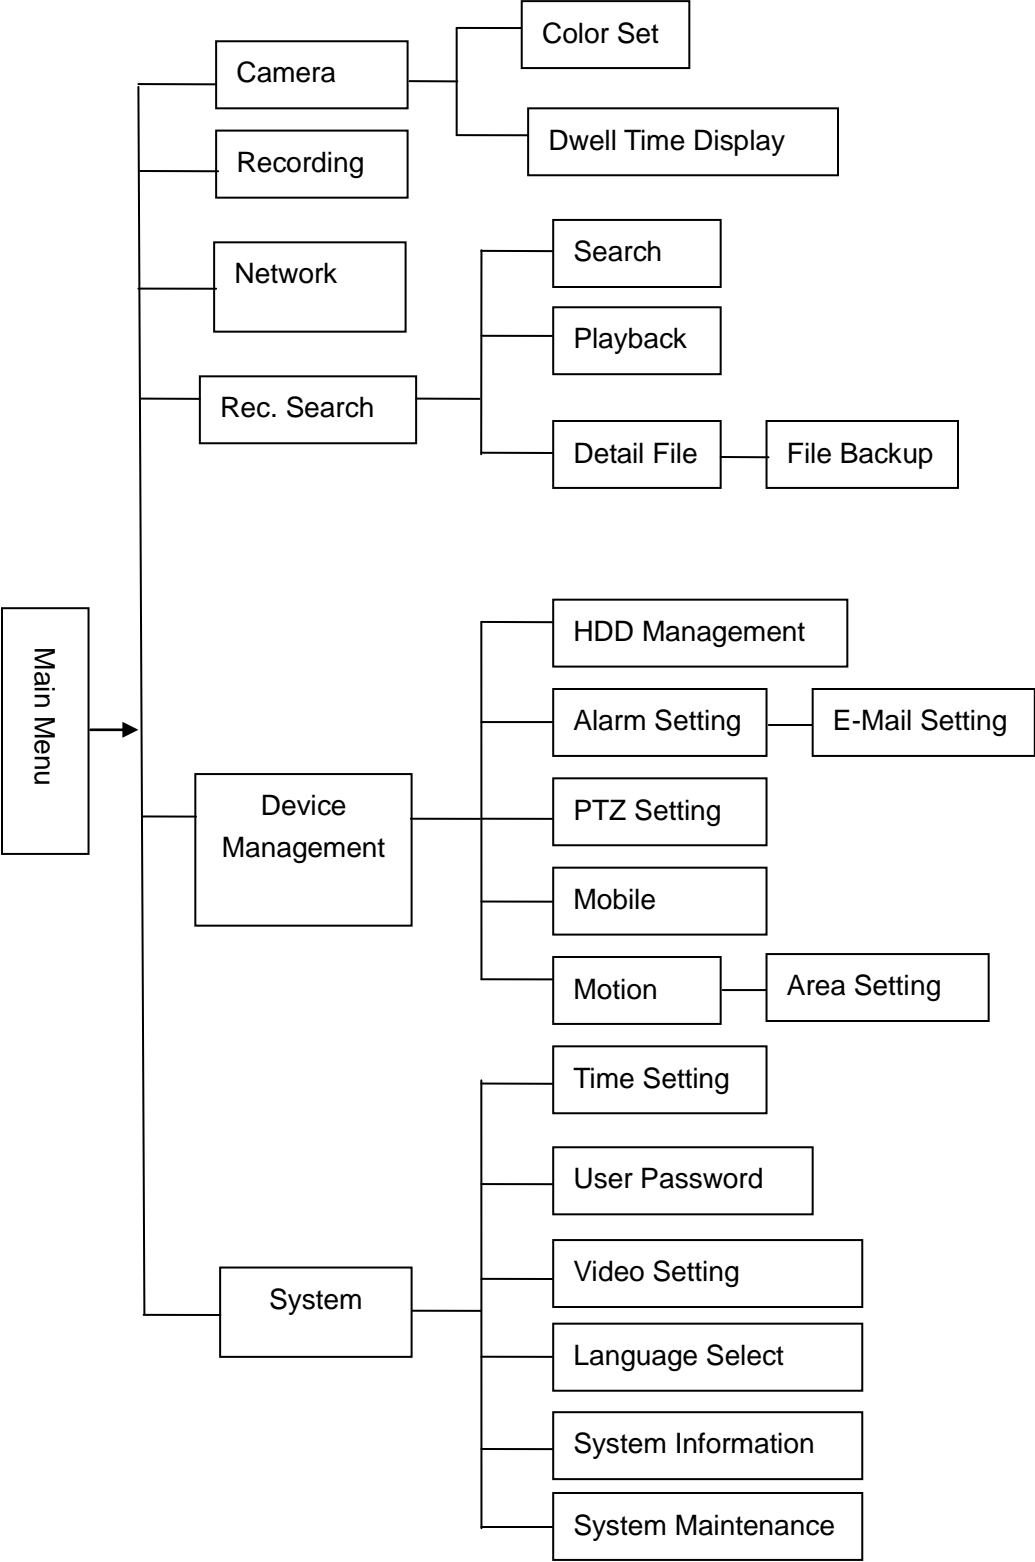 Main Menu
Camera
Color Set
Dwell Time Display
Recording
Network
Rec. Search
Search
Playback
Detail File
File Backup
Device
Management
HDD Management
Alarm Setting
E-Mail Setting
PTZ Setting
Mobile
Motion
Area Setting
System
Time Setting
User Password
Video Setting
Language Select
System Information
System Maintenance